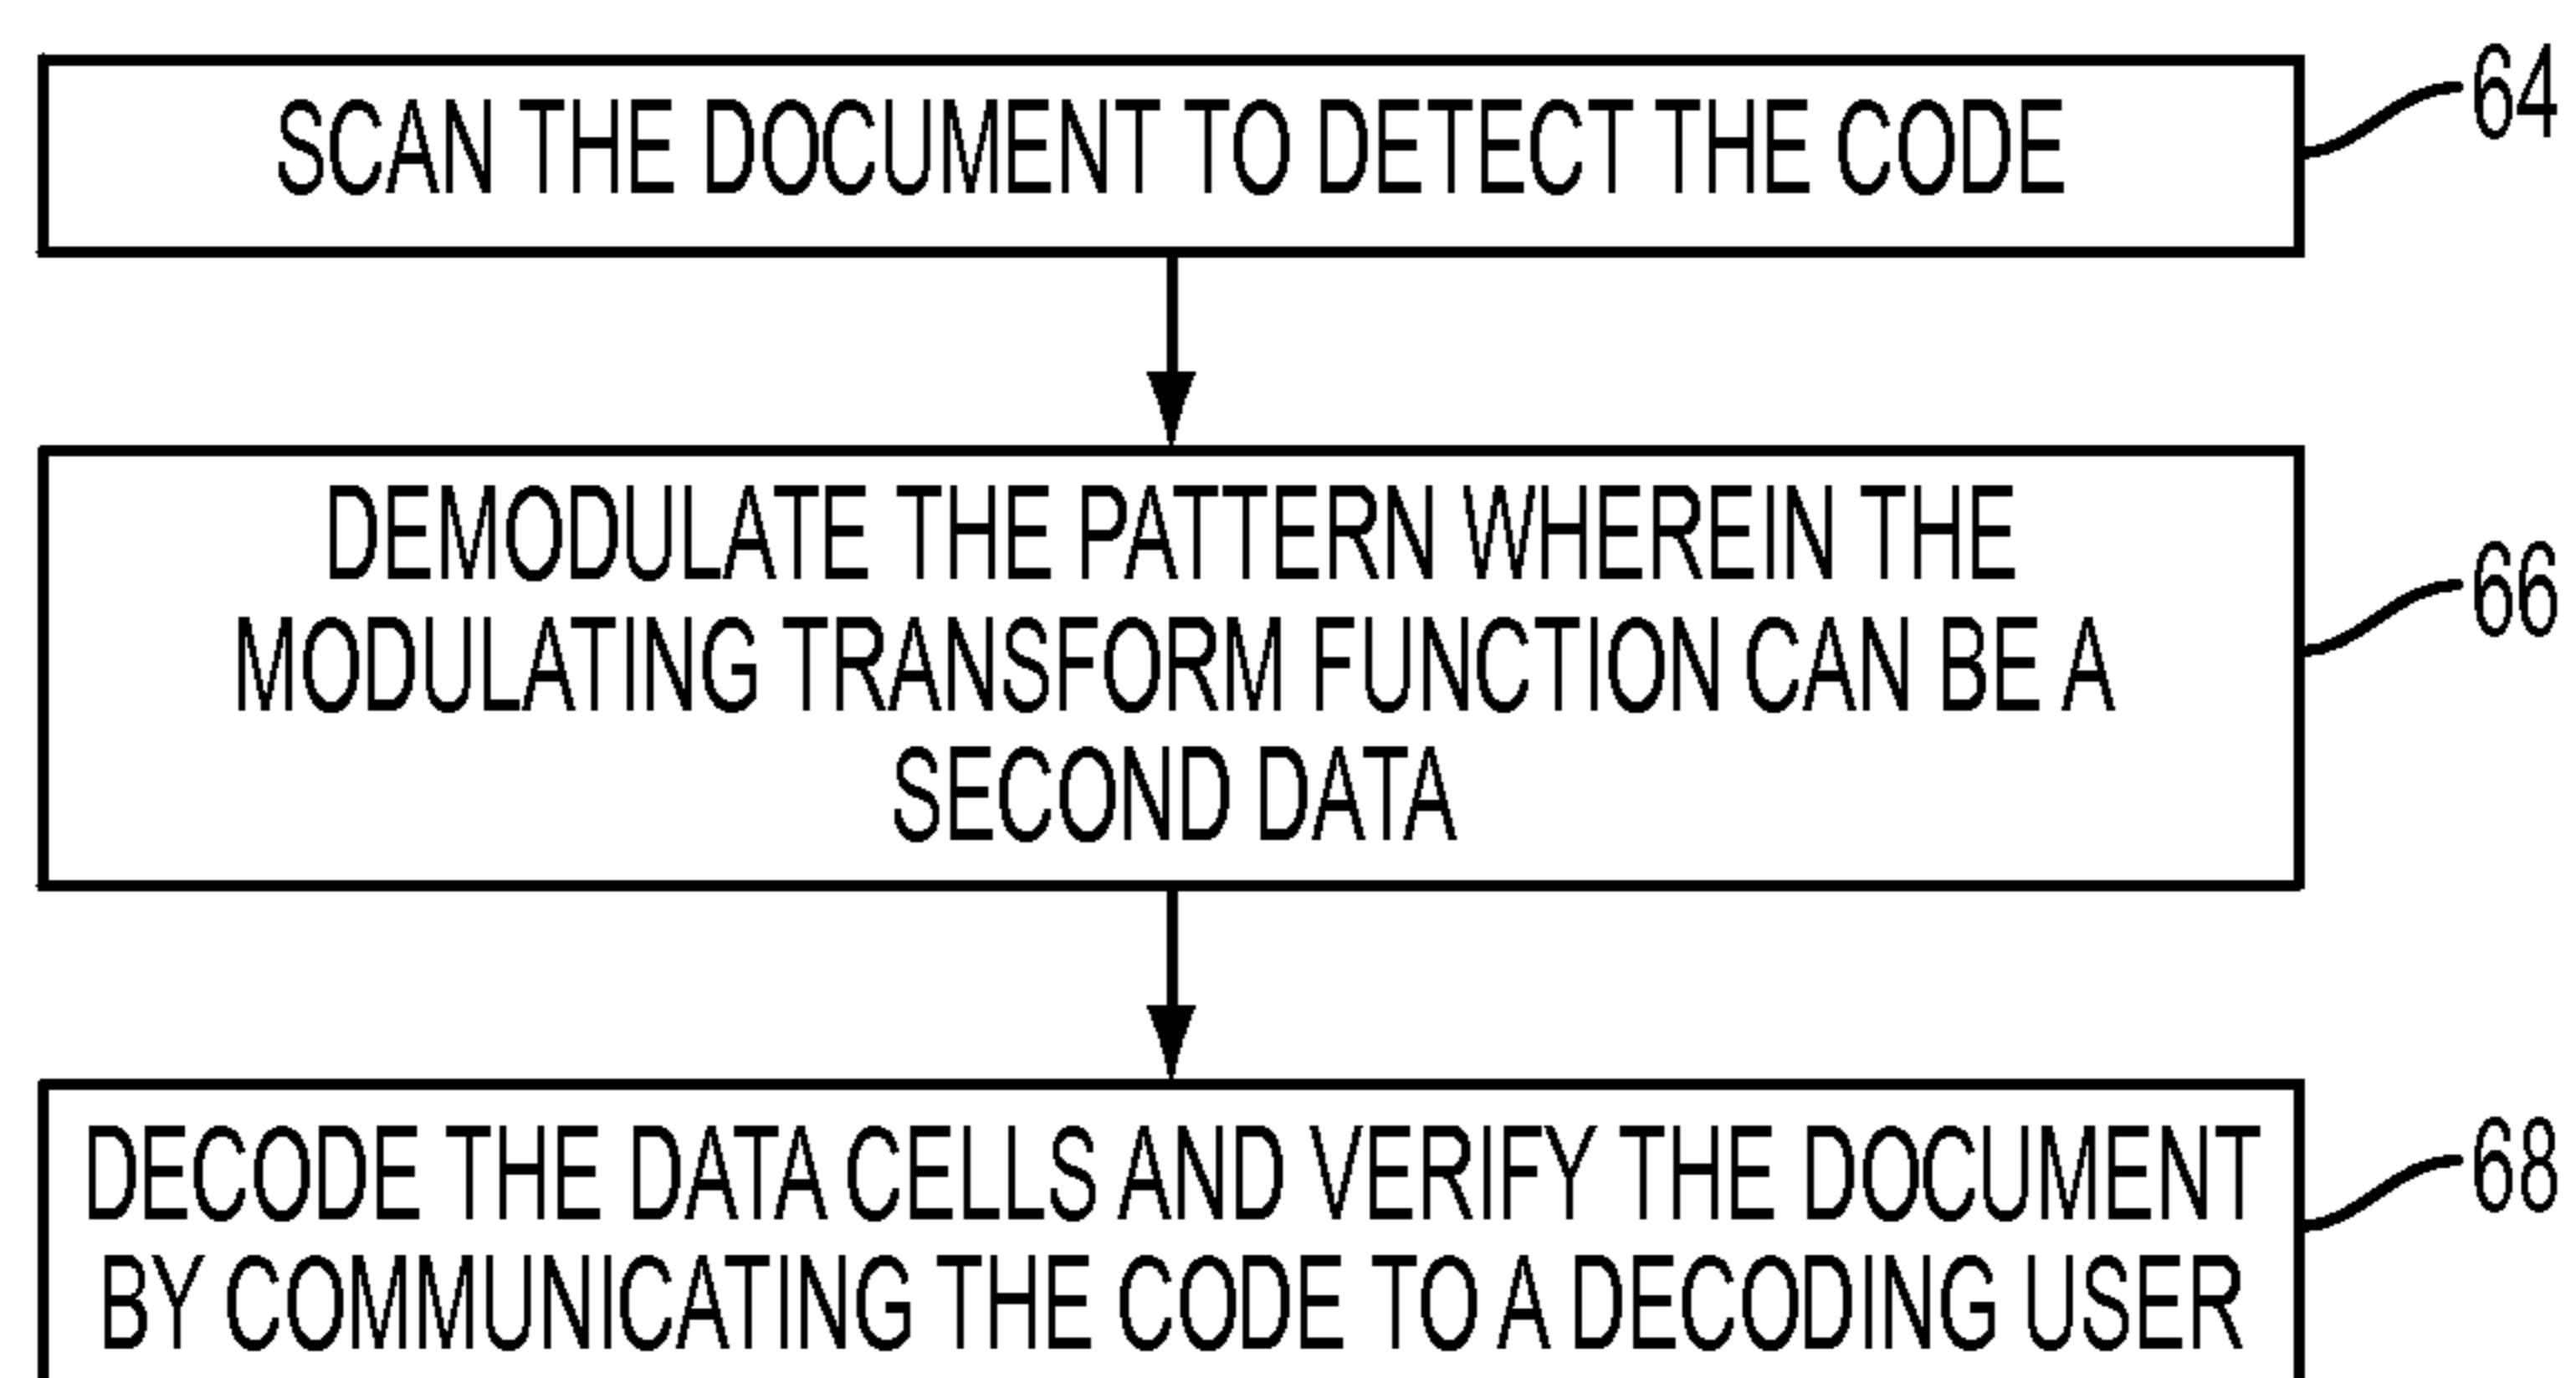 SCAN THE DOCUMENT TO DETECT THE CODE
64
DEMODULATE THE PATTERN WHEREIN THE
MODULATING TRANSFORM FUNCTION CAN BE A
SECOND DATA
66
DECODE THE DATA CELLS AND VERIFY THE DOCUMENT
BY COMMUNICATING THE CODE TO A DECODING USER
68